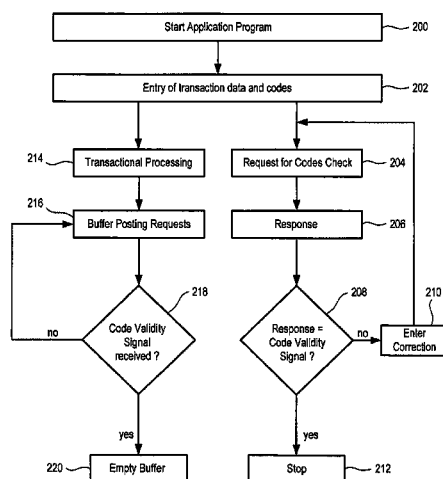 Start Application Program
200
Entry of transaction data and codes
202
214
Transactional Processing
Request for Codes Check
204
216
Buffer Posting Requests
Response
206
218
208
210
no
Code Validity
Signal
received ?
Response =
Code Validity
Signal ?
no
Enter
Correction
yes
yes
220
Empty Buffer
Stop
212